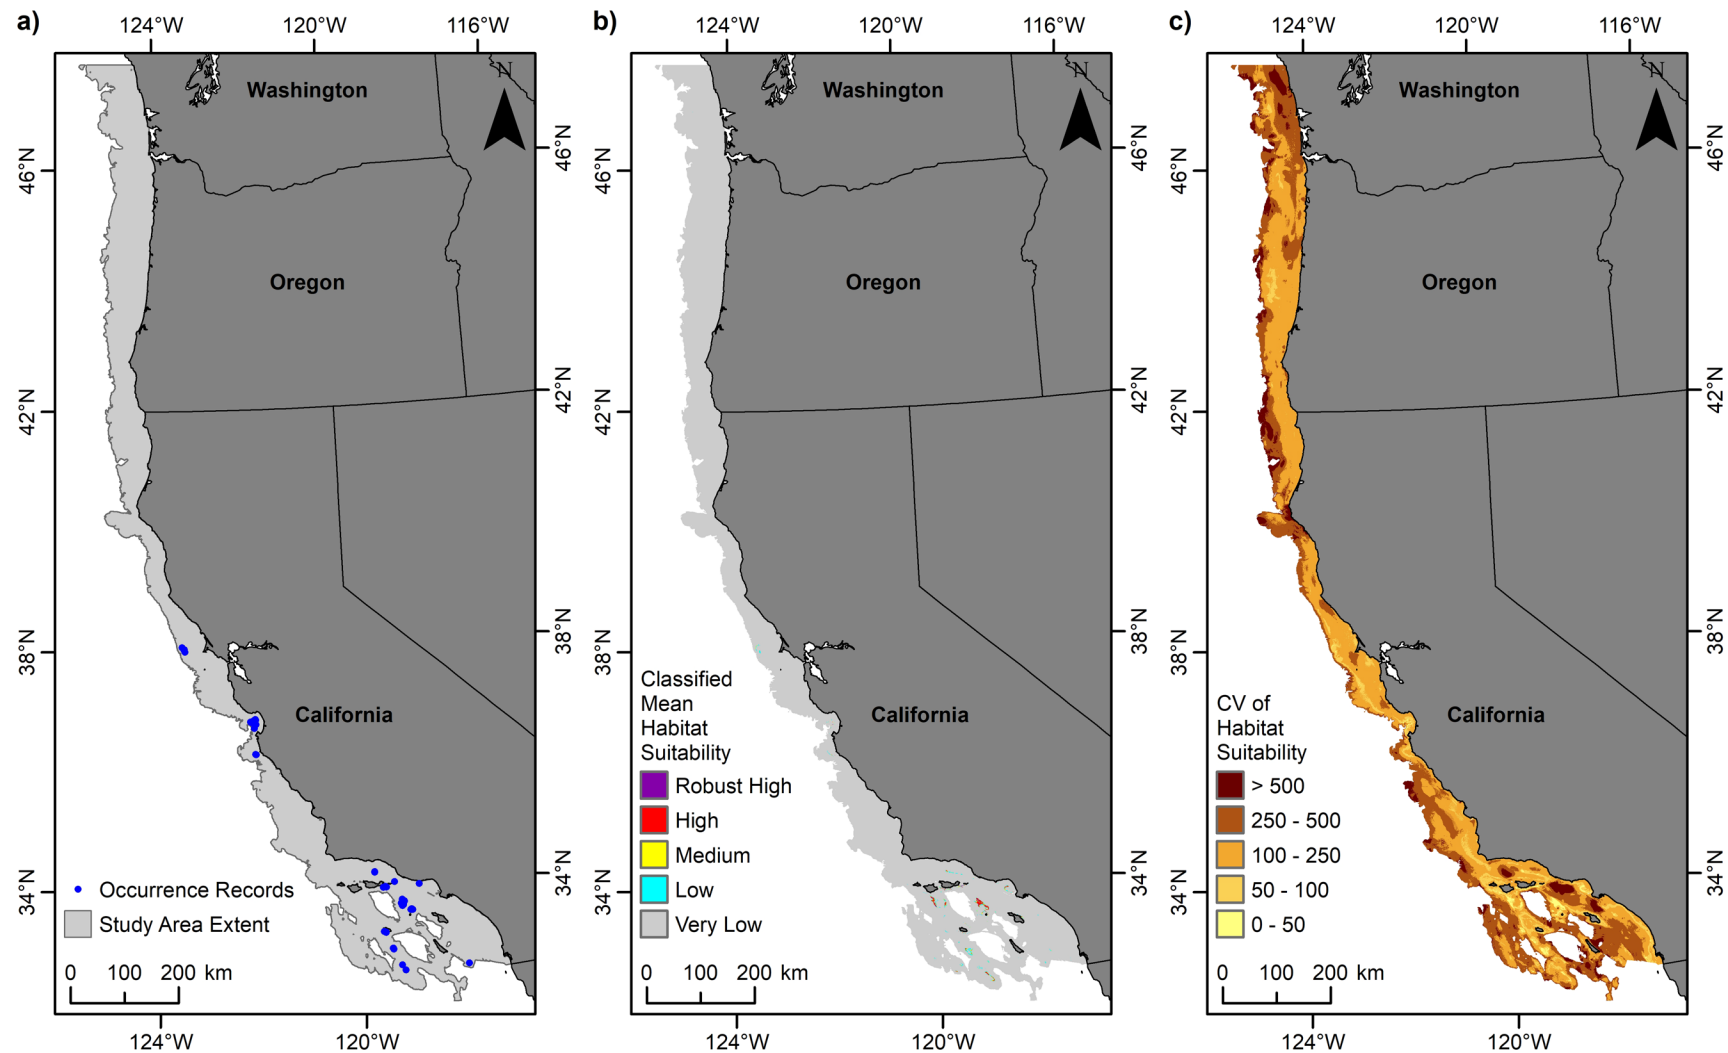 a)
124°W
120°W
116°W
N
Washington
46°N
46°N
Oregon
42°N
42°N
38°N
38°N
California
34°N
34°N
Occurrence Records
Study Area Extent
0 100 200 km
124°W
120°W
b)
124°W
120°W
116°W
N
Washington
46°N
46°N
Oregon
42°N
42°N
38°N
38°N
California
Classified
Mean
Habitat
Suitability
Robust High
High
Medium
Low
Very Low
34°N
34°N
0 100 200 km
124°W
120°W
c)
124°W
120°W
116°W
N
Washington
46°N
46°N
Oregon
42°N
42°N
38°N
38°N
California
CV of
Habitat
Suitability
> 500
250 - 500
100 - 250
50 - 100
0 - 50
34°N
34°N
0 100 200 km
124°W
120°W